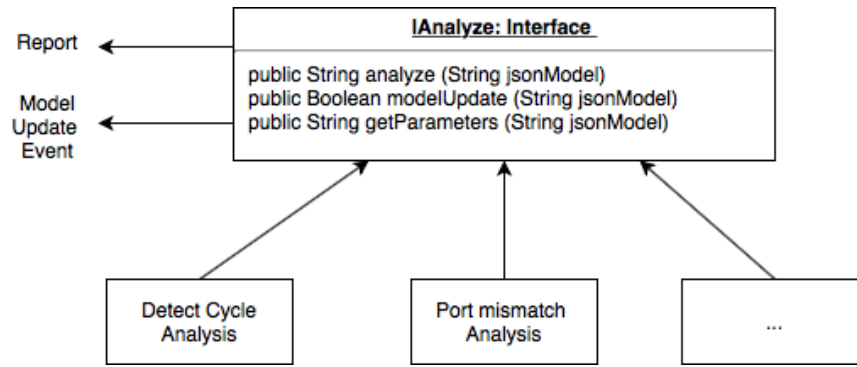 IAnalyze: Interface
Report
public String analyze (String jsonModel)
public Boolean modelUpdate (String jsonModel)
public String getParameters (String jsonModel)
Model
Update
Event
Detect Cycle
Analysis
Port mismatch
Analysis
...